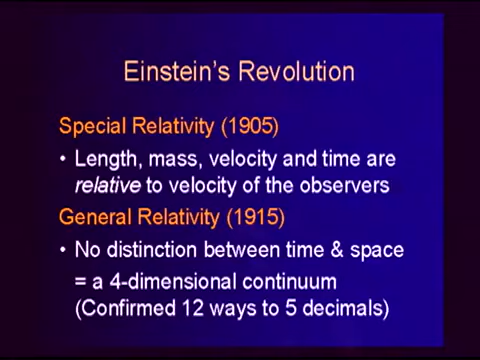 Einstein's Revolution
Special Relativity (1905)
• Length, mass, velocity and time are
relative to velocity of the observers
General Relativity (1915)
• No distinction between time & space
= a 4-dimensional continuum
(Confirmed 12 ways to 5 decimals)